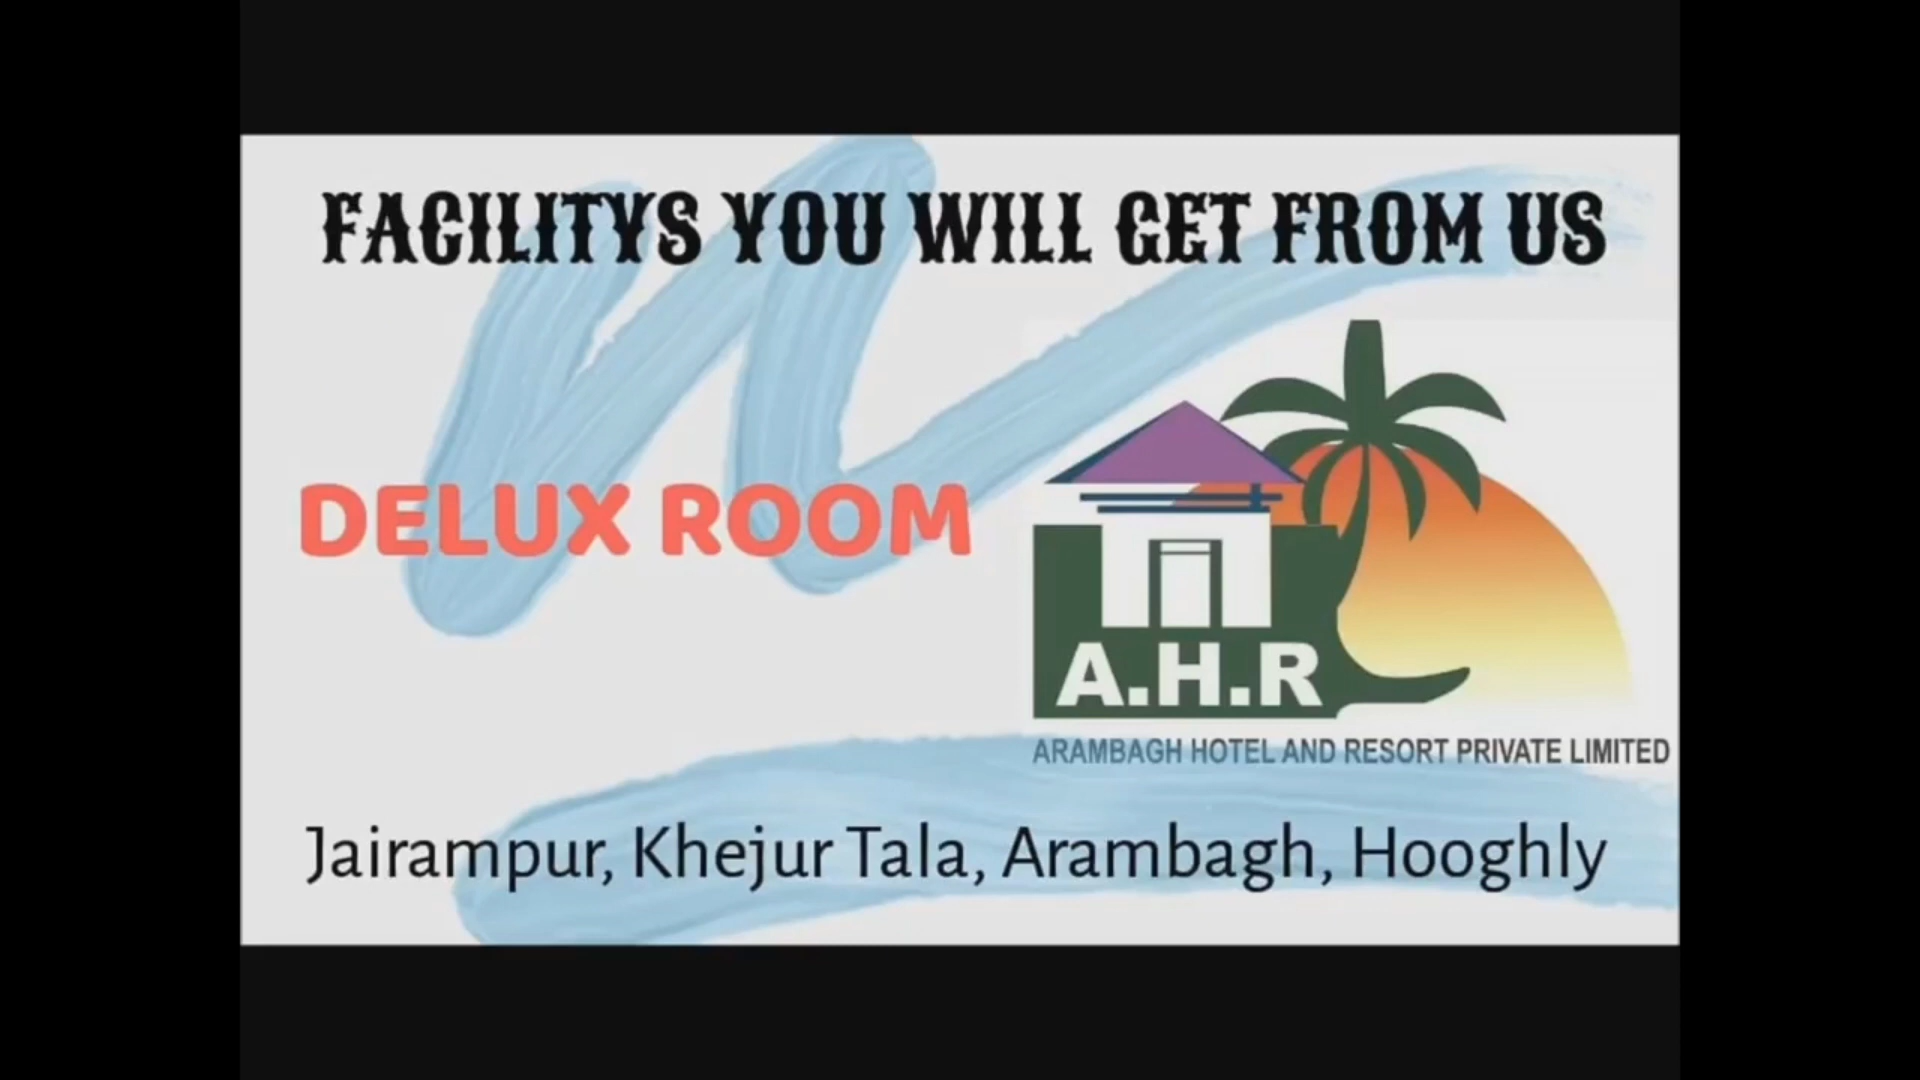 FACILITYS YOU WILL GET FROM US
DELUX ROOM
A.H.R
ARAMBAGH HOTEL AND RESORT PRIVATE LIMITED
Jairampur, Khejur Tala, Arambagh, Hooghly